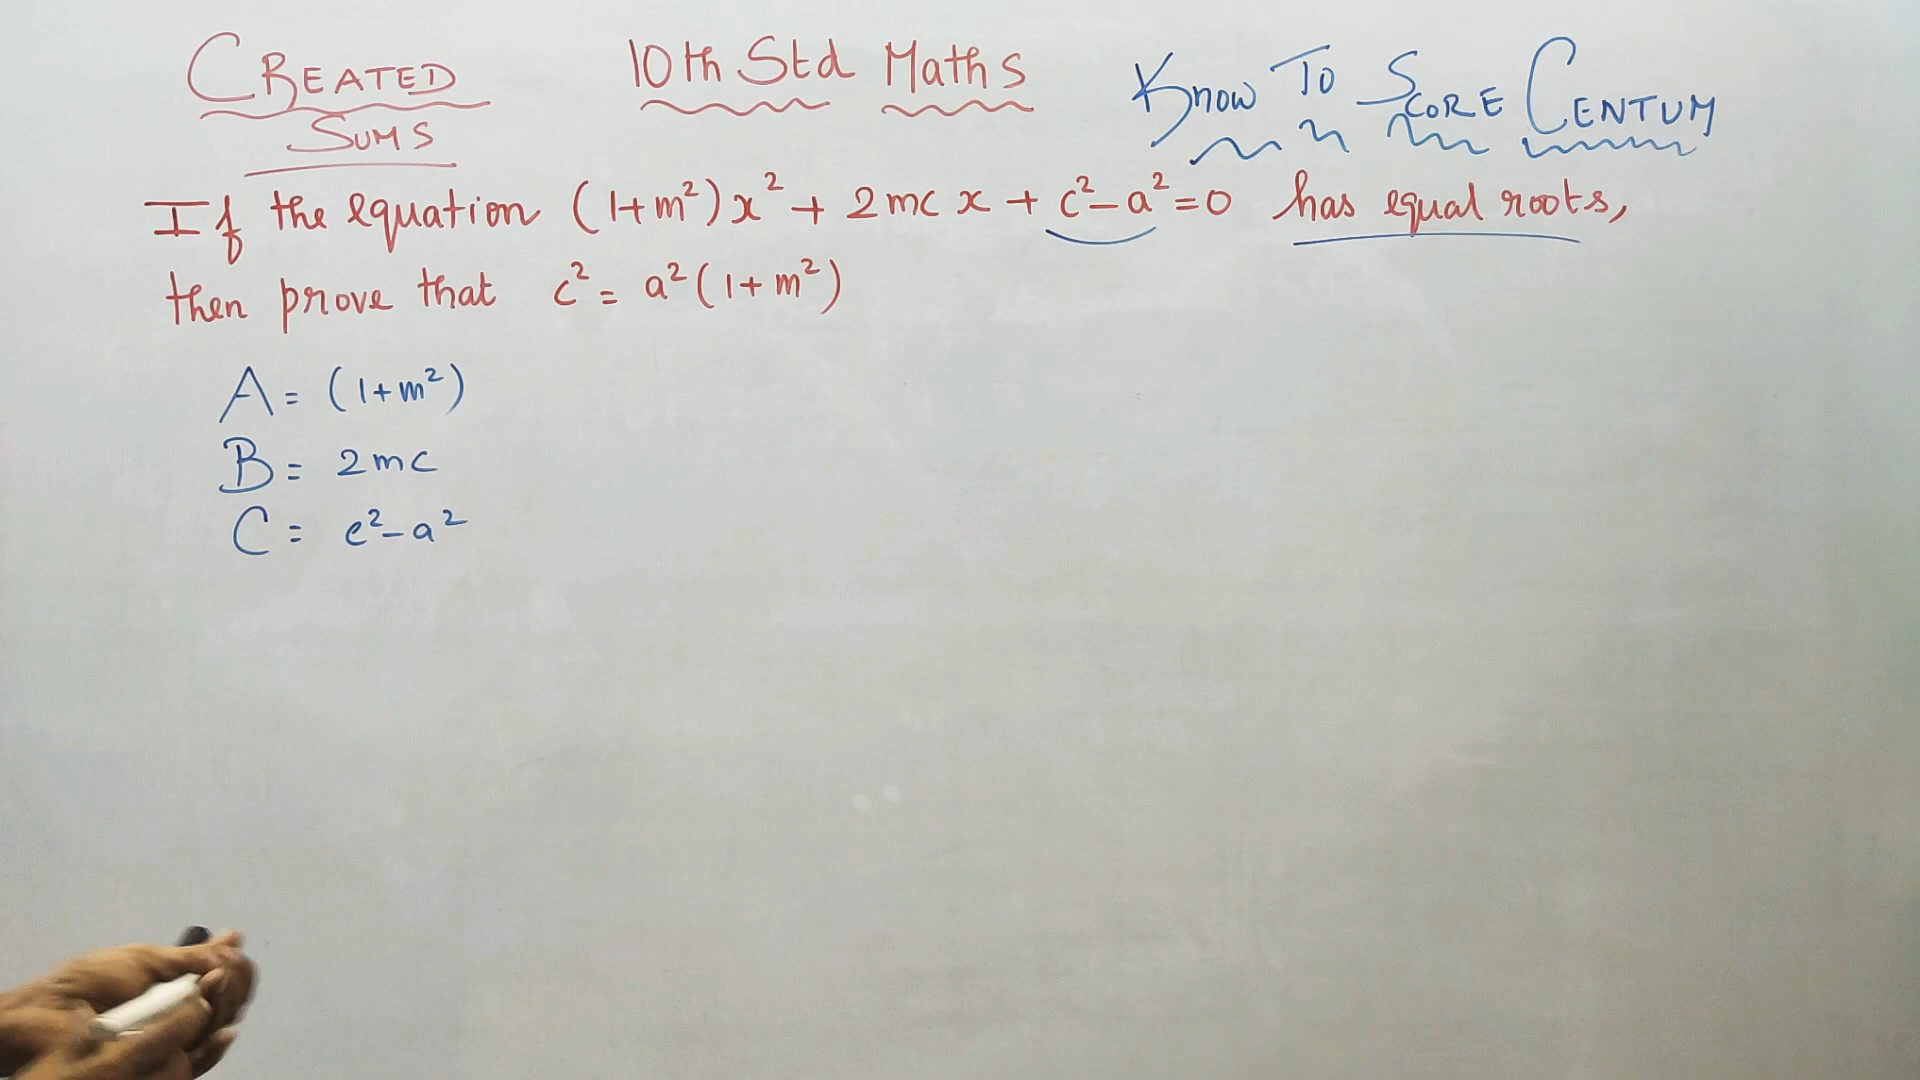 CREATED SUMS
10th Std Maths
Know To SCORE CENTUM
If the equation (1+m²)x² + 2mcx + c²-a²=0 has equal roots,
then prove that c² = a²(1+m²)
A = (1+m²)
B = 2mc
C = c²-a²